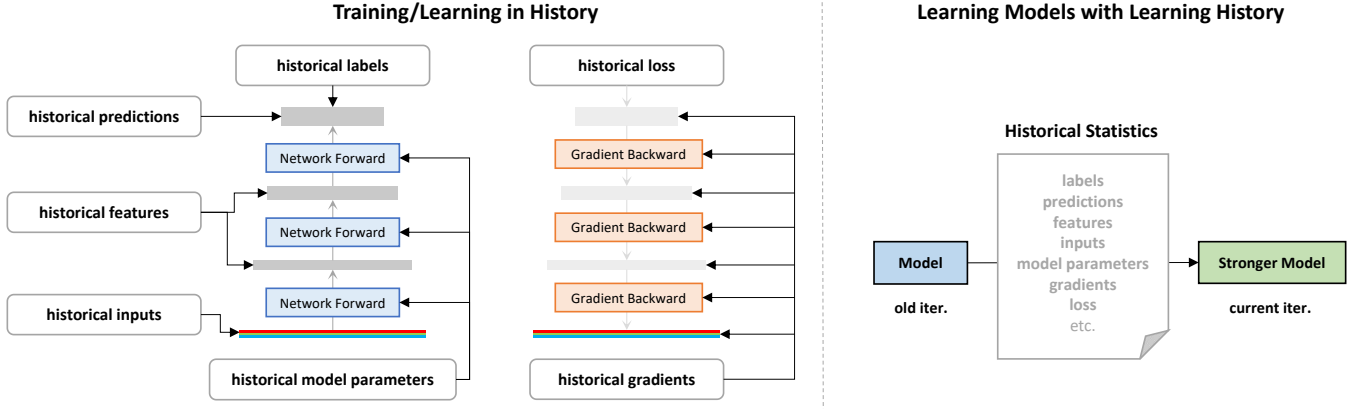 Training/Learning in History
historical labels
historical predictions
Network Forward
historical features
Network Forward
Network Forward
historical inputs
historical model parameters
historical loss
Gradient Backward
Gradient Backward
Gradient Backward
historical gradients
Learning Models with Learning History
Historical Statistics
labels
predictions
features
inputs
model parameters
gradients
loss
etc.
Model
old iter.
Stronger Model
current iter.